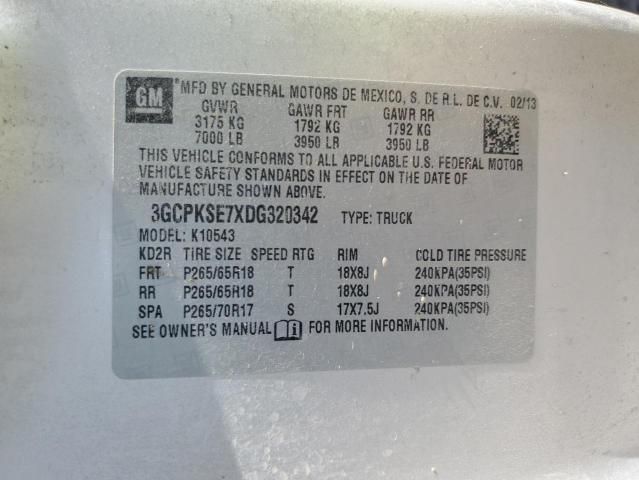 GM
*MFD BY GENERAL MOTORS DE MEXICO, S. DE R.L. DE C.V. 02/13
GVWR GAWR FRT GAWR RR
3175 KG 1792 KG 1792 KG
7000 LB 3950 LB 3950 LB
THIS VEHICLE CONFORMS TO ALL APPLICABLE U.S. FEDERAL MOTOR
VEHICLE SAFETY STANDARDS IN EFFECT ON THE DATE OF
MANUFACTURE SHOWN ABOVE.
3GCPKSE7XDG320342 TYPE: TRUCK
MODEL: K10543
KD2R TIRE SIZE SPEED RTG RIM COLD TIRE PRESSURE
FRT P265/65R18 T 18X8J 240KPA(35PSI)
RR P265/65R18 T 18X8J 240KPA(35PSI)
SPA P265/70R17 S 17X7.5J 240KPA(35PSI)
SEE OWNER'S MANUAL FOR MORE INFORMATION.